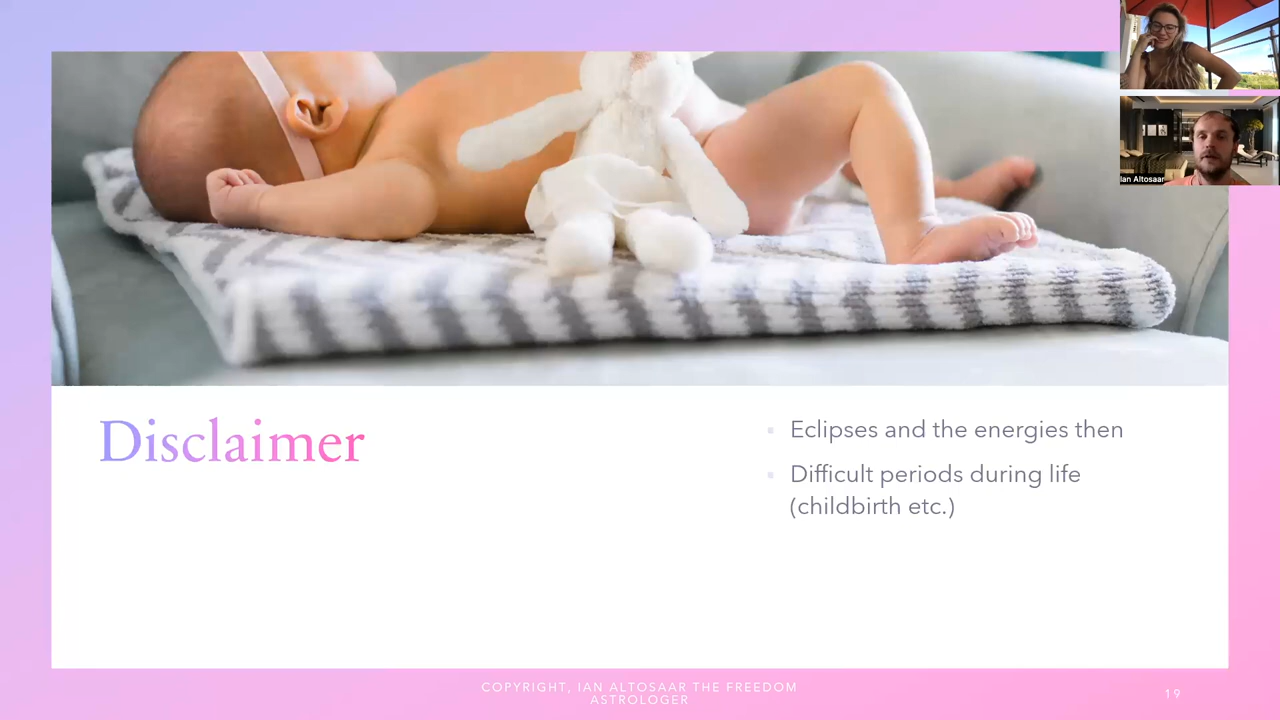 Ian Altosaar
Disclaimer
Eclipses and the energies then
Difficult periods during life
(childbirth etc.)
COPYRIGHT, IAN ALTOSAAR THE FREEDOM
ASTROLOGER
19